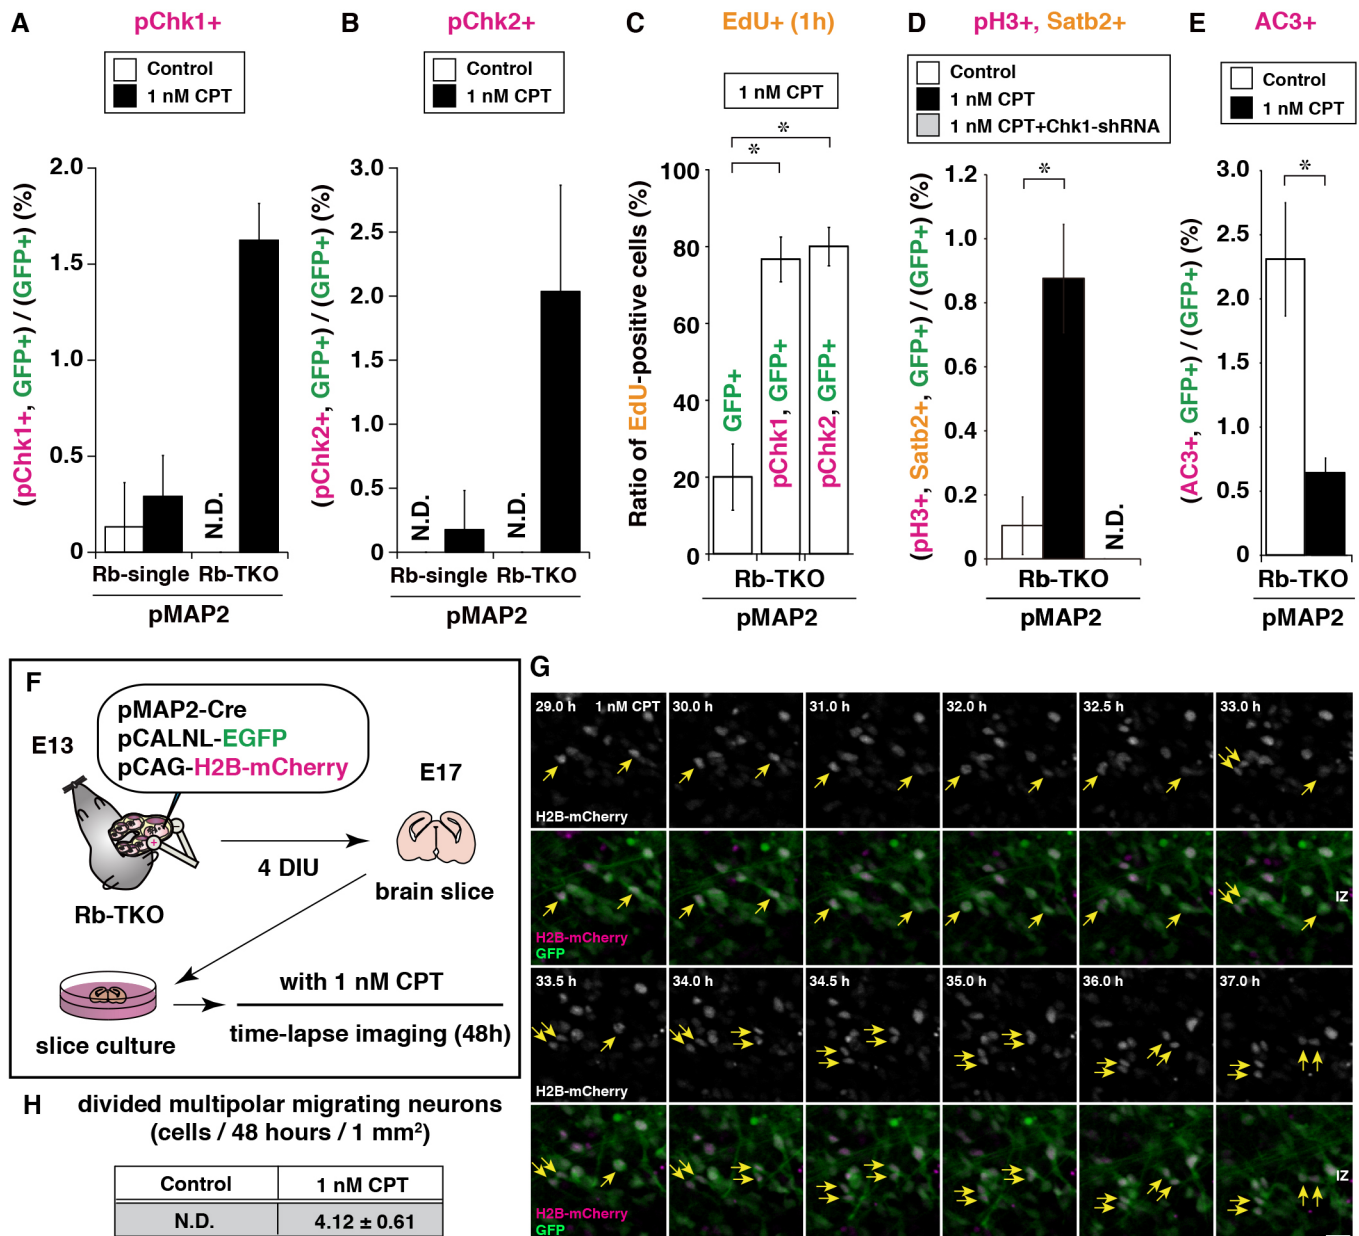 A pChk1+
Control
1 nM CPT
(pChk1+, GFP+) / (GFP+) (%)
2.0
1.5
1.0
0.5
0
N.D.
Rb-single Rb-TKO
pMAP2
B pChk2+
Control
1 nM CPT
(pChk2+, GFP+) / (GFP+) (%)
3.0
2.5
2.0
1.5
1.0
0.5
0
N.D.
N.D.
Rb-single Rb-TKO
pMAP2
C EdU+ (1h)
1 nM CPT
*
*
Ratio of EdU-positive cells (%)
100
80
60
40
20
0
GFP+
pChk1, GFP+
pChk2, GFP+
Rb-TKO
pMAP2
D pH3+, Satb2+
Control
1 nM CPT
1 nM CPT+Chk1-shRNA
*
(pH3+, Satb2+, GFP+) / (GFP+) (%)
1.2
1.0
0.8
0.6
0.4
0.2
0
N.D.
Rb-TKO
pMAP2
E AC3+
Control
1 nM CPT
*
(AC3+, GFP+) / (GFP+) (%)
3.0
2.5
2.0
1.5
1.0
0.5
0
Rb-TKO
pMAP2
F
pMAP2-Cre
pCALNL-EGFP
pCAG-H2B-mCherry
E13
E17
+
4 DIU
brain slice
Rb-TKO
with 1 nM CPT
slice culture
time-lapse imaging (48h)
G
29.0 h 1 nM CPT 30.0 h 31.0 h 32.0 h 32.5 h 33.0 h
H2B-mCherry
IZ
H2B-mCherry
GFP
33.5 h 34.0 h 34.5 h 35.0 h 36.0 h 37.0 h
H2B-mCherry
IZ
H2B-mCherry
GFP
H divided multipolar migrating neurons
(cells / 48 hours / 1 mm²)
Control 1 nM CPT
N.D. 4.12 ± 0.61